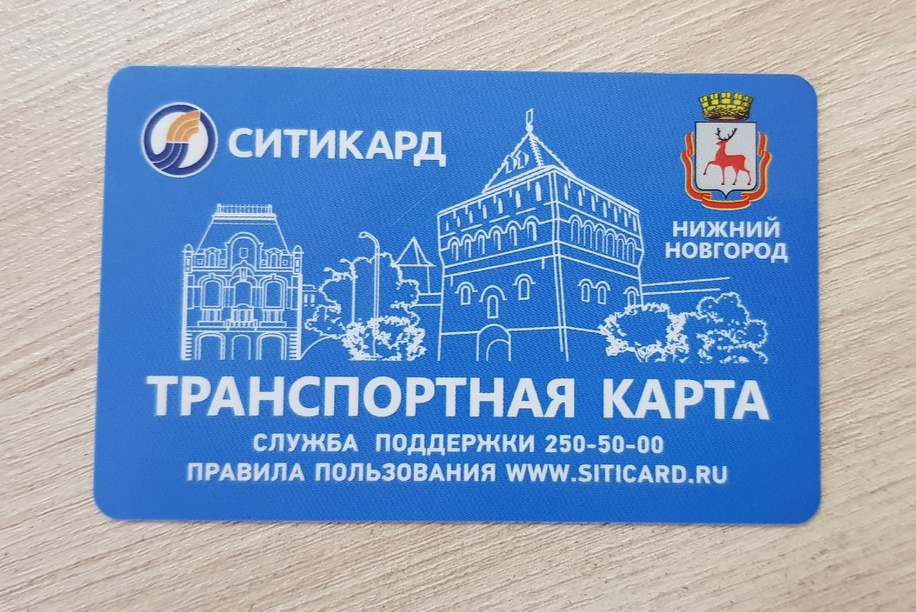 СИТИКАРД
НИЖНИЙ
НОВГОРОД
ТРАНСПОРТНАЯ КАРТА
СЛУЖБА ПОДДЕРЖКИ 250-50-00
ПРАВИЛА ПОЛЬЗОВАНИЯ WWW.SITICARD.RU